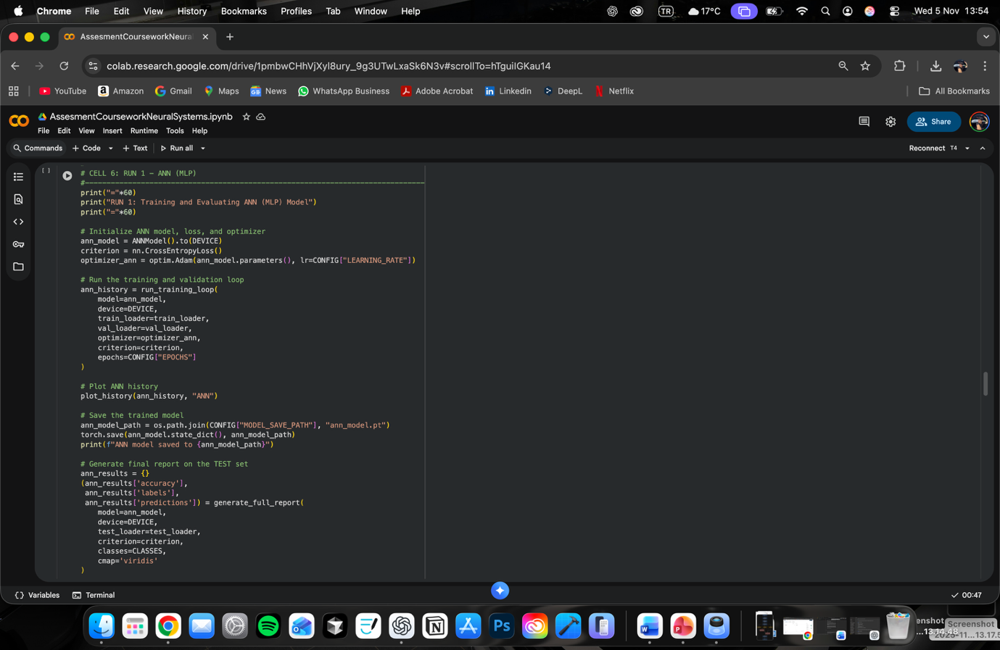 Chrome File Edit View History Bookmarks Profiles Tab Window Help TR 17°C Wed 5 Nov 13:54
AssesmentCourseworkNeural
colab.research.google.com/drive/1pmbwCHhVjXyl8ury_9g3UTwLxaSk6N3v#scrollTo=hTguiIGKau14
YouTube Amazon Gmail Maps News WhatsApp Business Adobe Acrobat Linkedin DeepL Netflix All Bookmarks
AssesmentCourseworkNeuralSystems.ipynb
File Edit View Insert Runtime Tools Help
Share
Commands + Code + Text Run all Reconnect T4
[ ]
# CELL 6: RUN 1 - ANN (MLP)
#-------------------------------------------------------------------------------
print("="*60)
print("RUN 1: Training and Evaluating ANN (MLP) Model")
print("="*60)
# Initialize ANN model, loss, and optimizer
ann_model = ANNModel().to(DEVICE)
criterion = nn.CrossEntropyLoss()
optimizer_ann = optim.Adam(ann_model.parameters(), lr=CONFIG["LEARNING_RATE"])
# Run the training and validation loop
ann_history = run_training_loop(
model=ann_model,
device=DEVICE,
train_loader=train_loader,
val_loader=val_loader,
optimizer=optimizer_ann,
criterion=criterion,
epochs=CONFIG["EPOCHS"]
)
# Plot ANN history
plot_history(ann_history, "ANN")
# Save the trained model
ann_model_path = os.path.join(CONFIG["MODEL_SAVE_PATH"], "ann_model.pt")
torch.save(ann_model.state_dict(), ann_model_path)
print(f"ANN model saved to {ann_model_path}")
# Generate final report on the TEST set
ann_results = {}
(ann_results['accuracy'],
ann_results['labels'],
ann_results['predictions']) = generate_full_report(
model=ann_model,
device=DEVICE,
test_loader=test_loader,
criterion=criterion,
classes=CLASSES,
cmap='viridis'
)
{} Variables Terminal 00:47
Ps
enshot
...13.14.48
Screenshot
2025-11...13.17.5